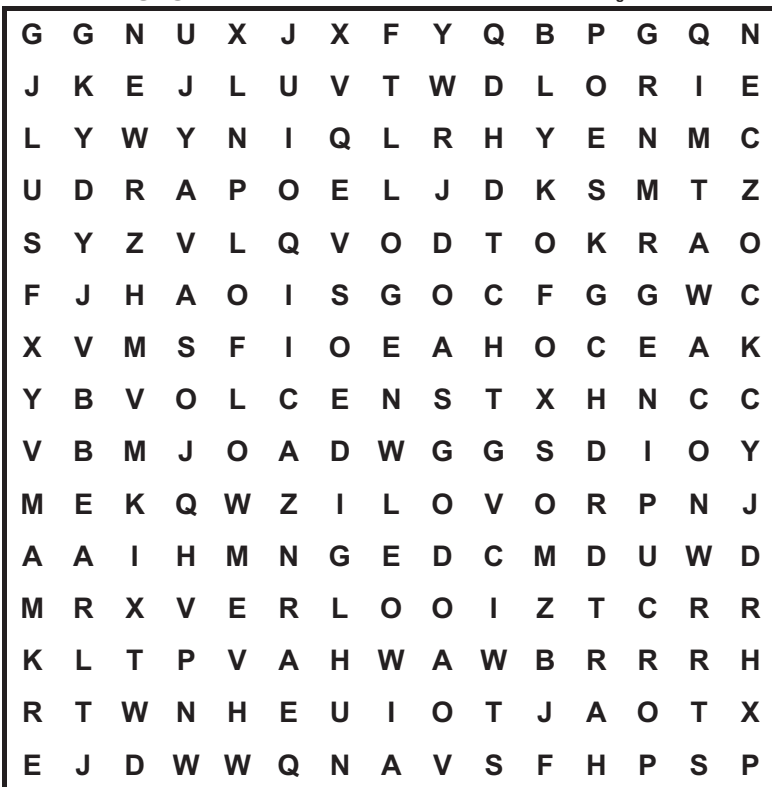 G G N U X J X F Y Q B P G Q N
J K E J L U V T W D L O R I E
L Y W Y N I Q L R H Y E N M C
U D R A P O E L J D K S M T Z
S Y Z V L Q V O D T O K R A O
F J H A O I S G O C F G G W C
X V M S F I O E A H O C E A K
Y B V O L C E N S T X H N C C
V B M J O A D W G G S D I O Y
M E K Q W Z I L O V O R P N J
A A I H M N G E D C M D U W D
M R X V E R L O O I Z T C R R
K L T P V A H W A W B R R R H
R T W N H E U I O T J A O T X
E J D W W Q N A V S F H P S P